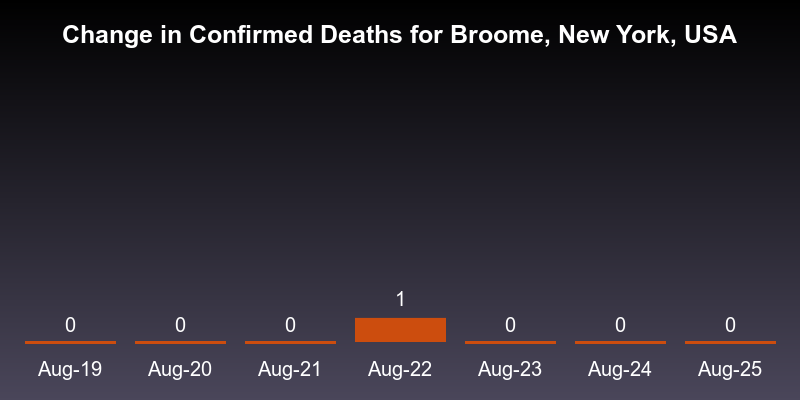 Change in Confirmed Deaths for Broome, New York, USA
1
0 0 0 0 0 0
Aug-19 Aug-20 Aug-21 Aug-22 Aug-23 Aug-24 Aug-25